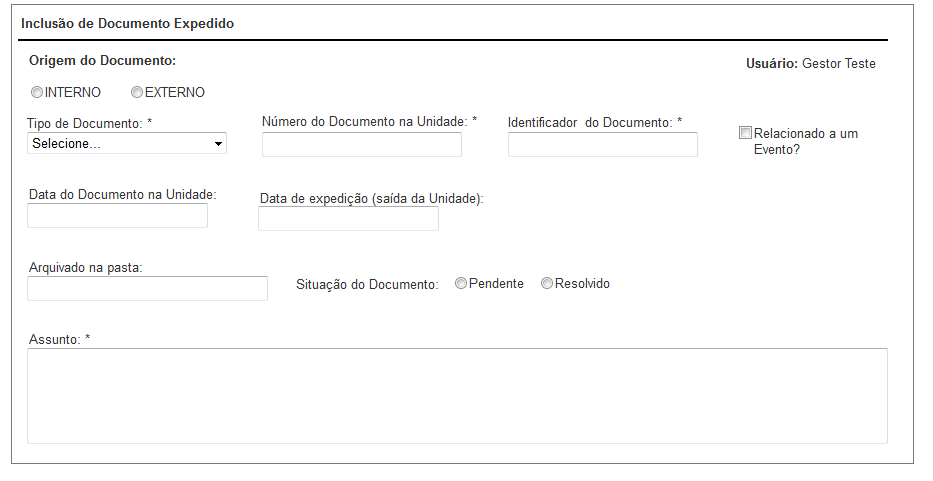 Inclusão de Documento Expedido
Origem do Documento:
Usuário: Gestor Teste
INTERNO EXTERNO
Tipo de Documento: * Número do Documento na Unidade: * Identificador do Documento: *
Selecione...
Relacionado a um
Evento?
Data do Documento na Unidade: Data de expedição (saída da Unidade):
Arquivado na pasta:
Situação do Documento: Pendente Resolvido
Assunto: *